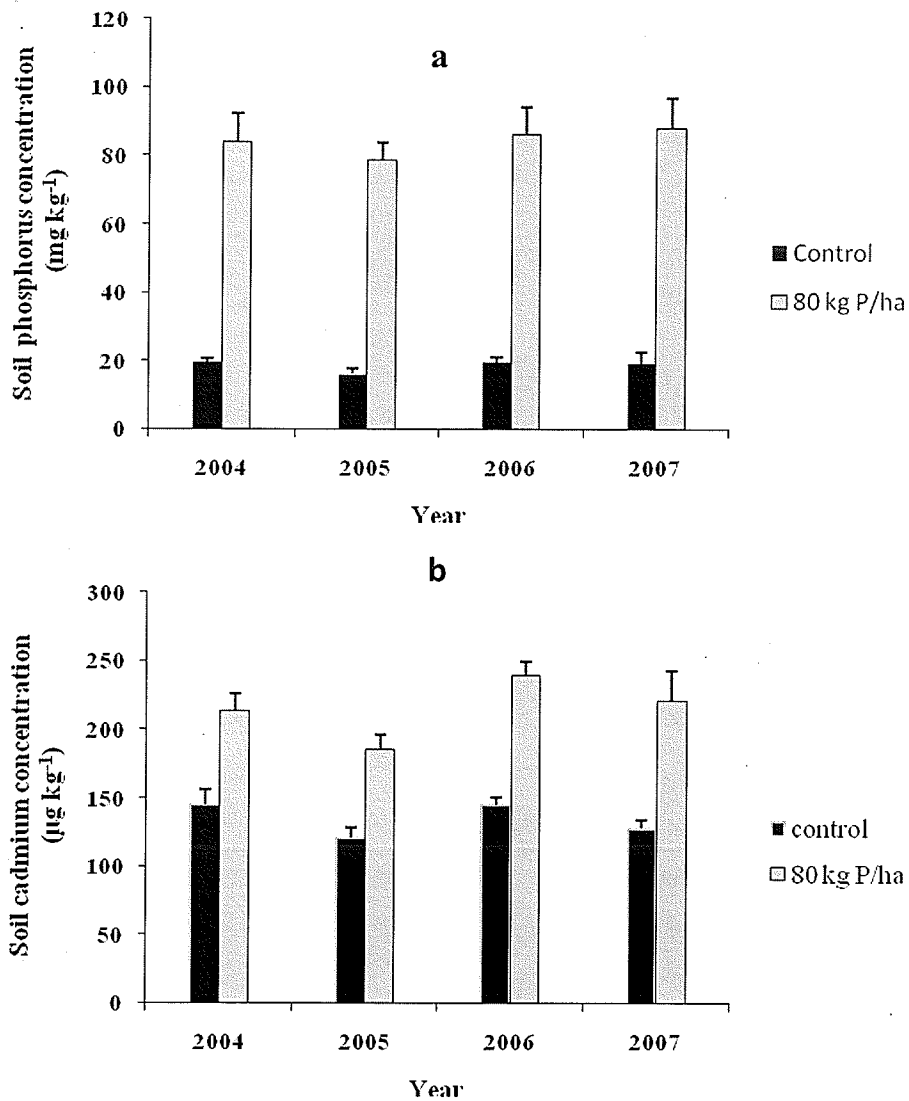 a
Soil phosphorus concentration
(mg kg⁻¹)
120
100
80
60
40
20
0
2004 2005 2006 2007
Year
Control
80 kg P/ha
b
Soil cadmium concentration
(µg kg⁻¹)
300
250
200
150
100
50
0
2004 2005 2006 2007
Year
control
80 kg P/ha